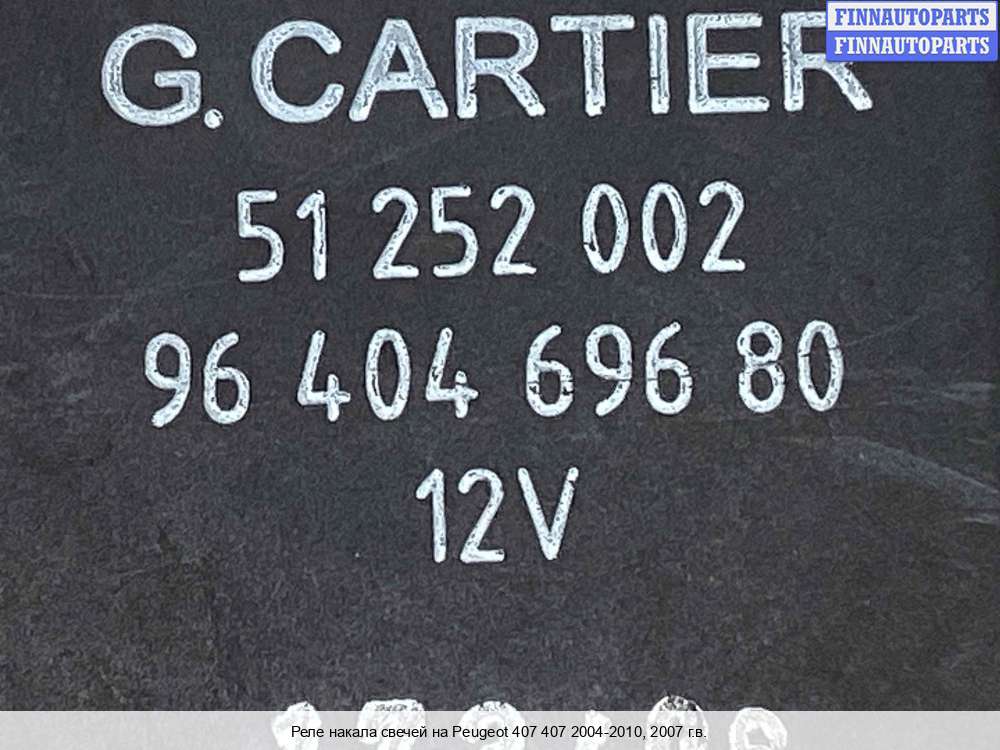 FINNAUTOPARTS
FINNAUTOPARTS
G. CARTIER
51 252 002
96 404 696 80
12V
Реле накала свечей на Peugeot 407 407 2004-2010, 2007 г.в.